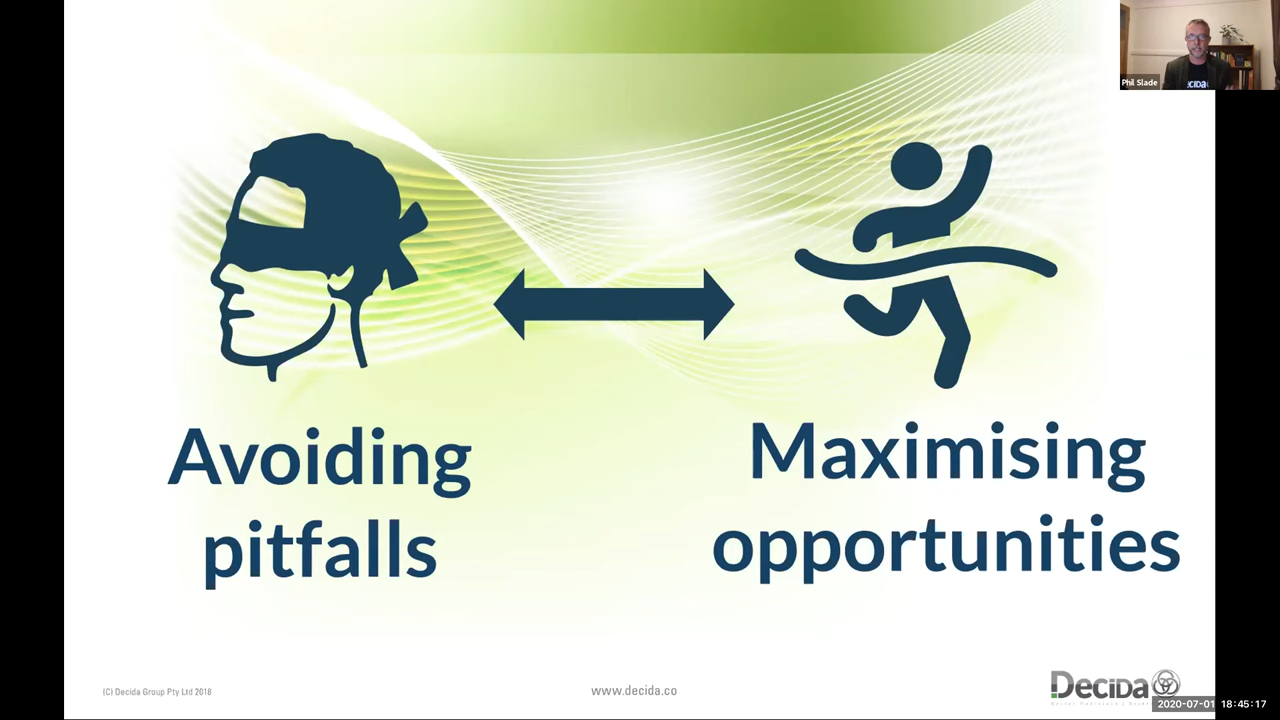 Phil Slade
Avoiding
pitfalls
Maximising
opportunities
(C) Decida Group Pty Ltd 2018
www.decida.co
Decida
2020-07-01 18:45:17